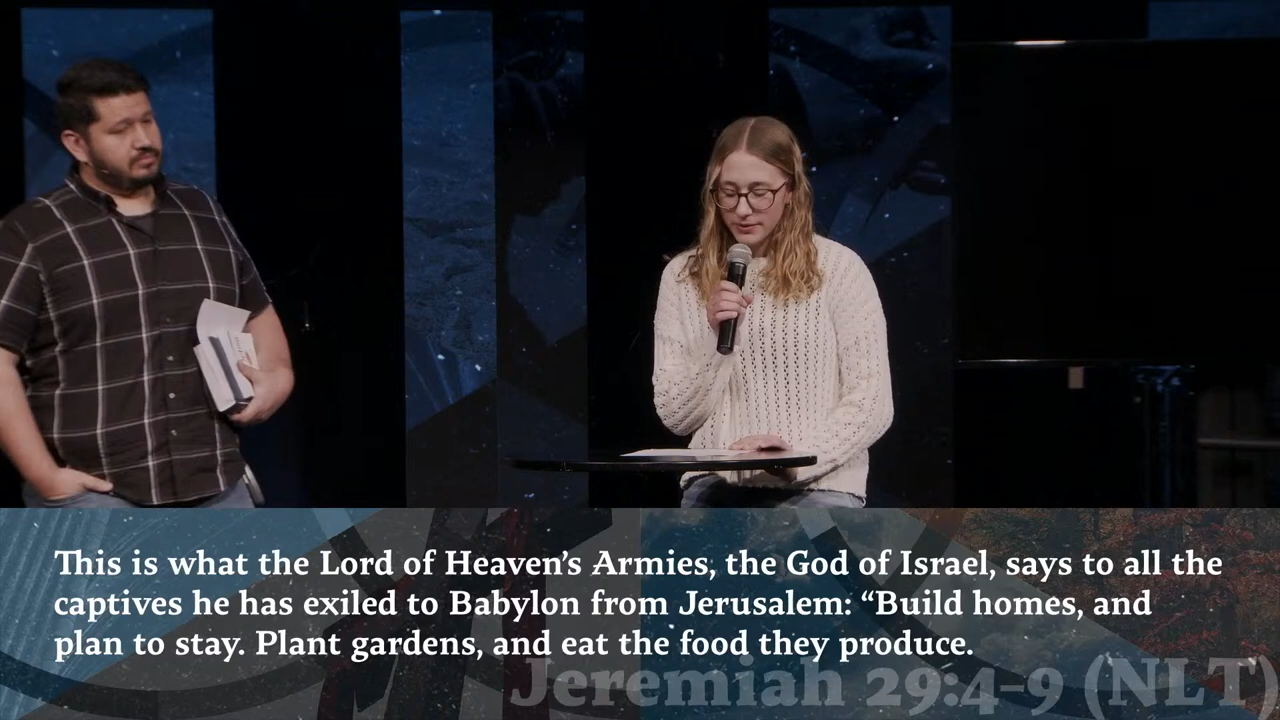 This is what the Lord of Heaven’s Armies, the God of Israel, says to all the
captives he has exiled to Babylon from Jerusalem: “Build homes, and
plan to stay. Plant gardens, and eat the food they produce.
Jeremiah 29:4-9 (NLT)